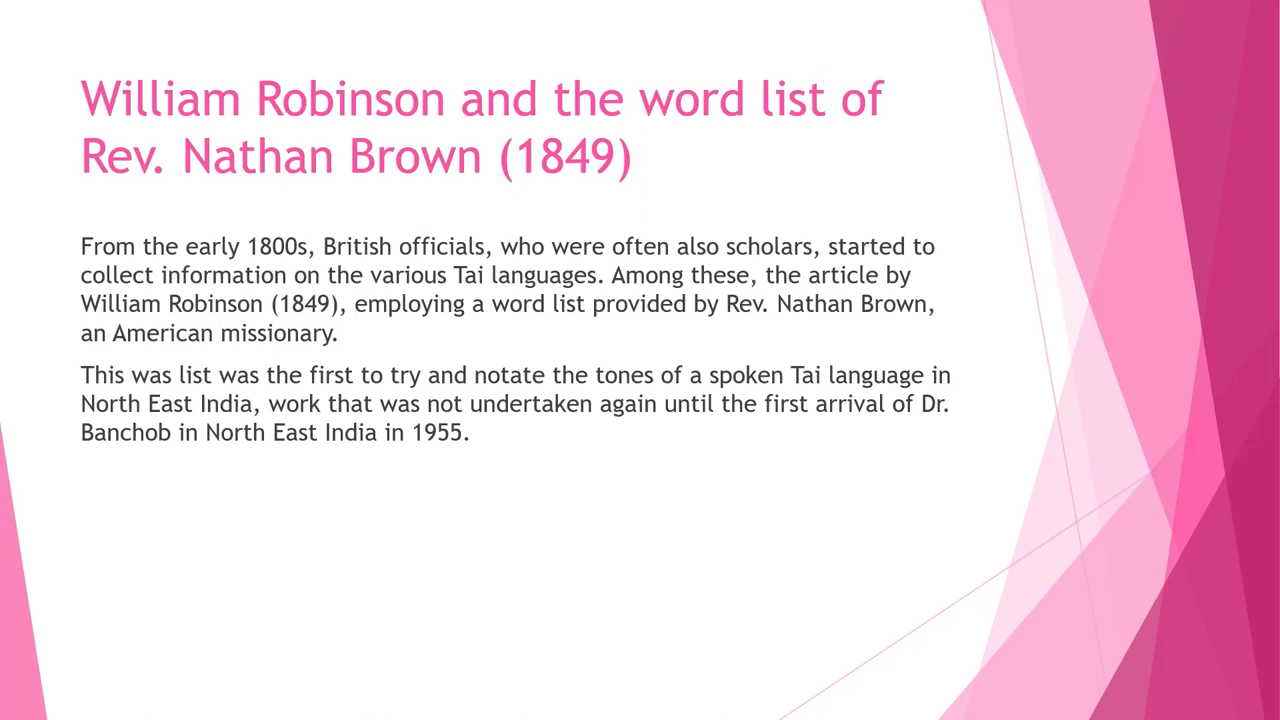 William Robinson and the word list of
Rev. Nathan Brown (1849)
From the early 1800s, British officials, who were often also scholars, started to
collect information on the various Tai languages. Among these, the article by
William Robinson (1849), employing a word list provided by Rev. Nathan Brown,
an American missionary.
This was list was the first to try and notate the tones of a spoken Tai language in
North East India, work that was not undertaken again until the first arrival of Dr.
Banchob in North East India in 1955.